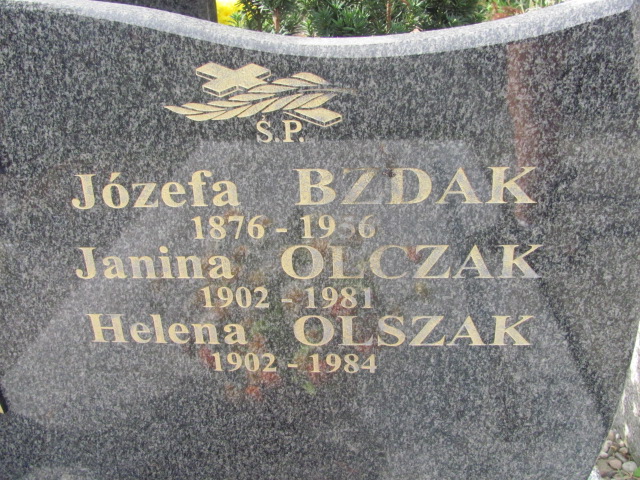 Ś.P.
Józefa BZDAK
1876 - 1956
Janina OLCZAK
1902 - 1981
Helena OLSZAK
1902 - 1984